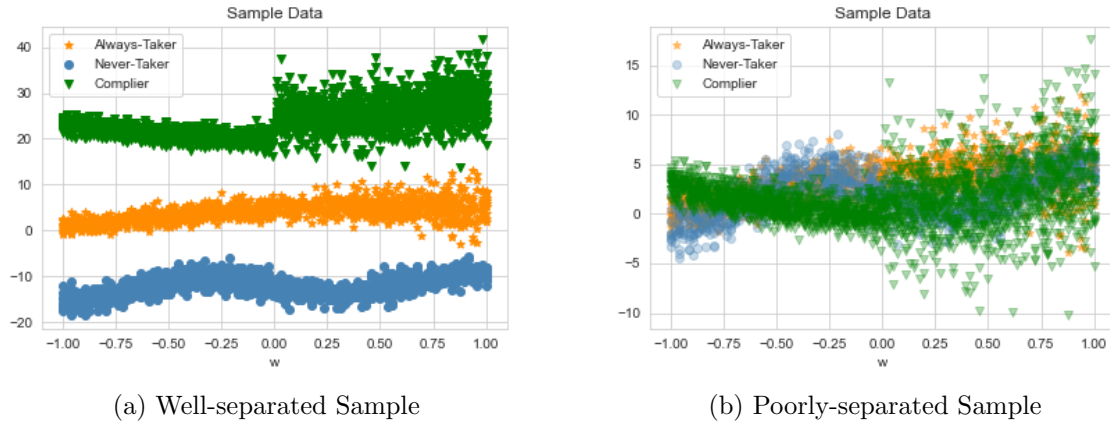 Sample Data
Always-Taker
Never-Taker
Complier
40
30
20
10
0
−10
−20
−1.00 −0.75 −0.50 −0.25 0.00 0.25 0.50 0.75 1.00
w
(a) Well-separated Sample
Sample Data
Always-Taker
Never-Taker
Complier
15
10
5
0
−5
−10
−1.00 −0.75 −0.50 −0.25 0.00 0.25 0.50 0.75 1.00
w
(b) Poorly-separated Sample